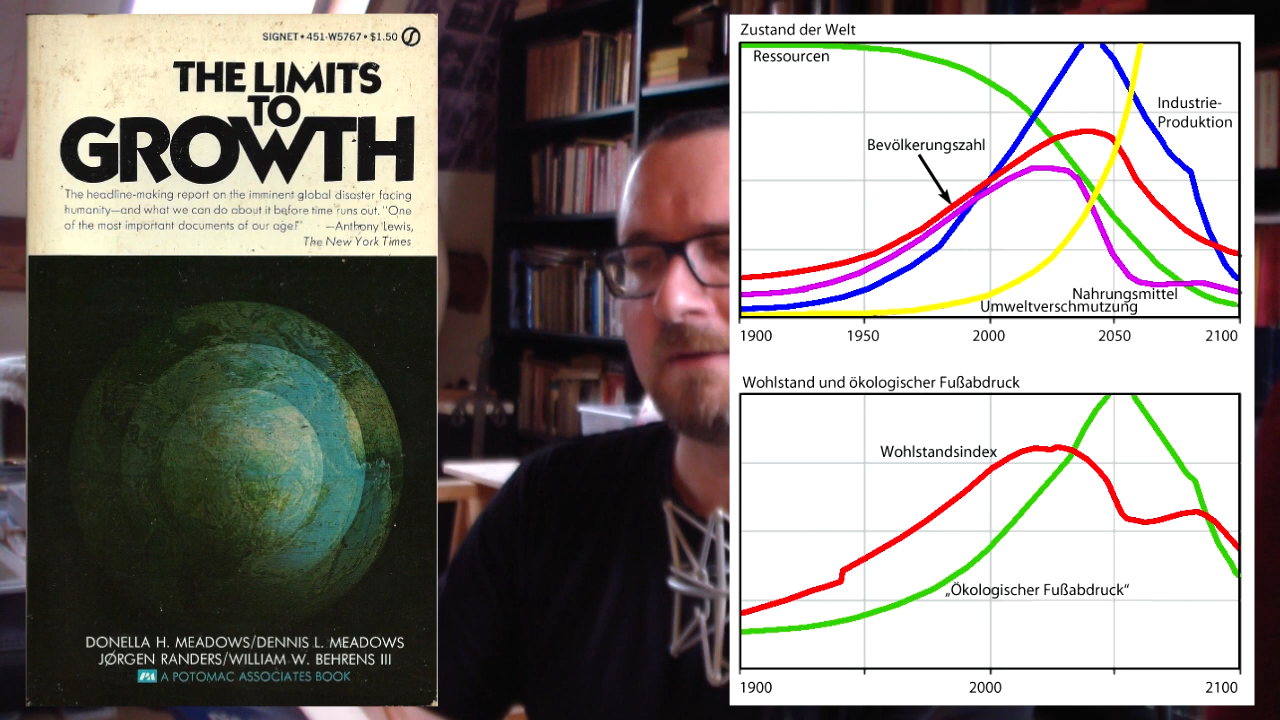 SIGNET • 451-W5767 • $1.50
THE LIMITS
TO
GROWTH
"The headline-making report on the imminent global disaster facing
humanity—and what we can do about it before time runs out. "One
of the most important documents of our age!" —Anthony Lewis,
The New York Times
DONELLA H. MEADOWS/DENNIS L. MEADOWS
JØRGEN RANDERS/WILLIAM W. BEHRENS III
A POTOMAC ASSOCIATES BOOK
Zustand der Welt
Ressourcen
Industrie-
Produktion
Bevölkerungszahl
Nahrungsmittel
Umweltverschmutzung
1900 1950 2000 2050 2100
Wohlstand und ökologischer Fußabdruck
Wohlstandsindex
„Ökologischer Fußabdruck“
1900 2000 2100